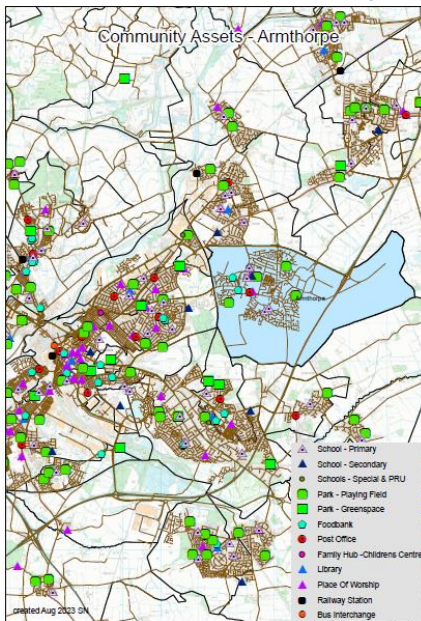 Community Assets - Armthorpe
Armthorpe
School - Primary
School - Secondary
Schools - Special & PRU
Park - Playing Field
Park - Greenspace
Foodbank
Post Office
Family Hub -Childrens Centre
Library
Place Of Worship
Railway Station
Bus Interchange
created Aug 2023 SN